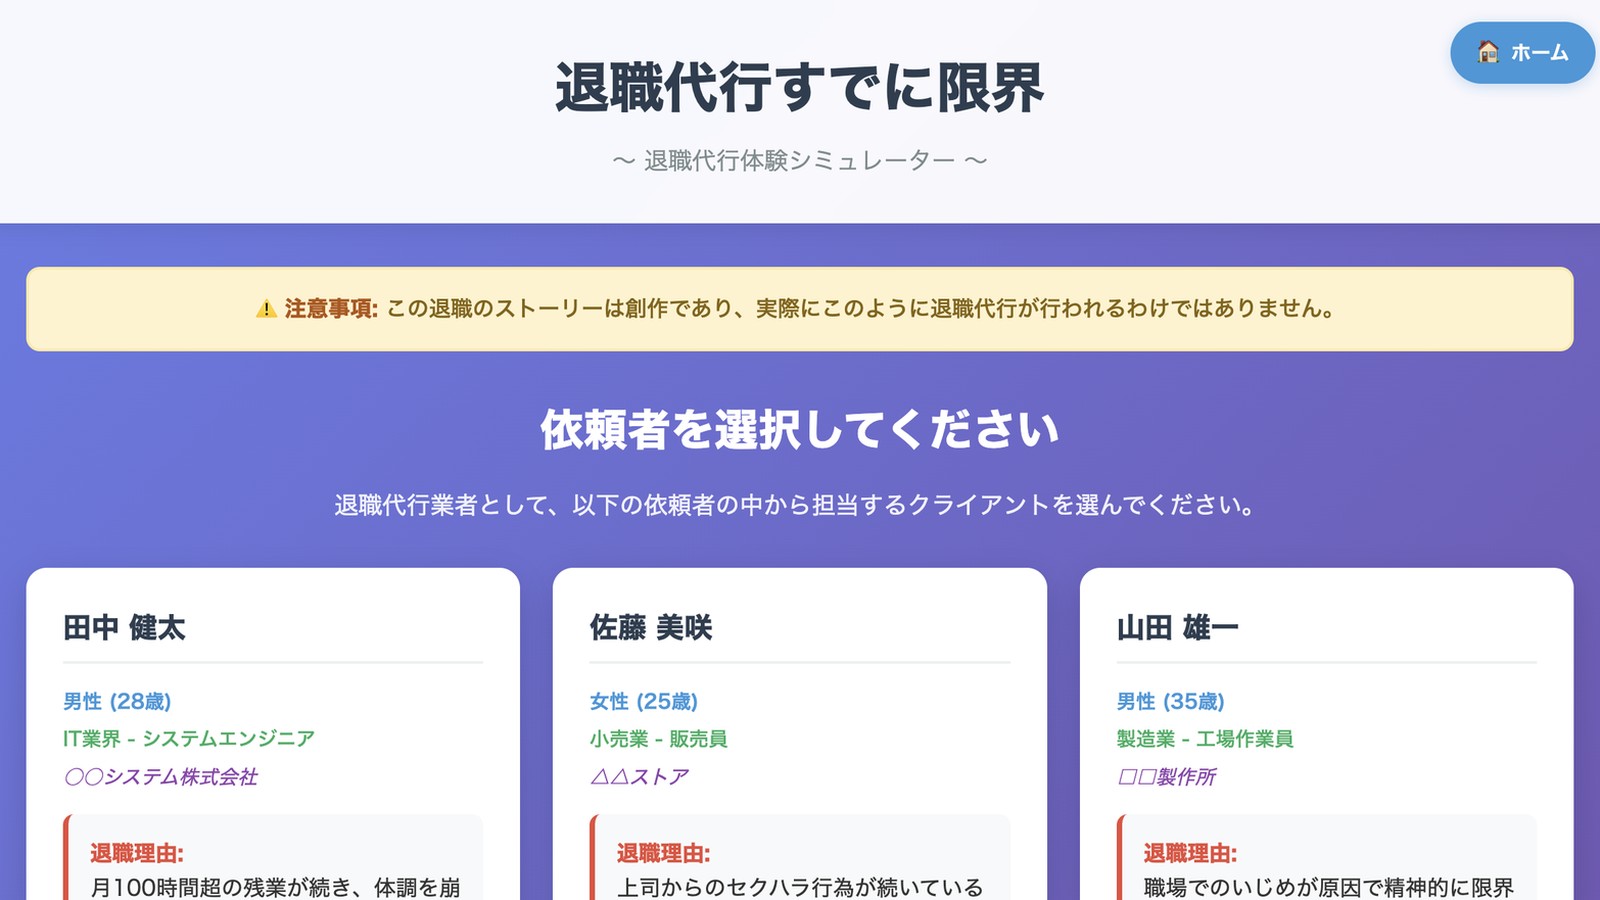 🏠 ホーム
退職代行すでに限界
〜 退職代行体験シミュレーター 〜
⚠️ 注意事項: この退職のストーリーは創作であり、実際にこのように退職代行が行われるわけではありません。
依頼者を選択してください
退職代行業者として、以下の依頼者の中から担当するクライアントを選んでください。
田中 健太
男性 (28歳)
IT業界 - システムエンジニア
〇〇システム株式会社
退職理由:
月100時間超の残業が続き、体調を崩
佐藤 美咲
女性 (25歳)
小売業 - 販売員
△△ストア
退職理由:
上司からのセクハラ行為が続いている
山田 雄一
男性 (35歳)
製造業 - 工場作業員
□□製作所
退職理由:
職場でのいじめが原因で精神的に限界